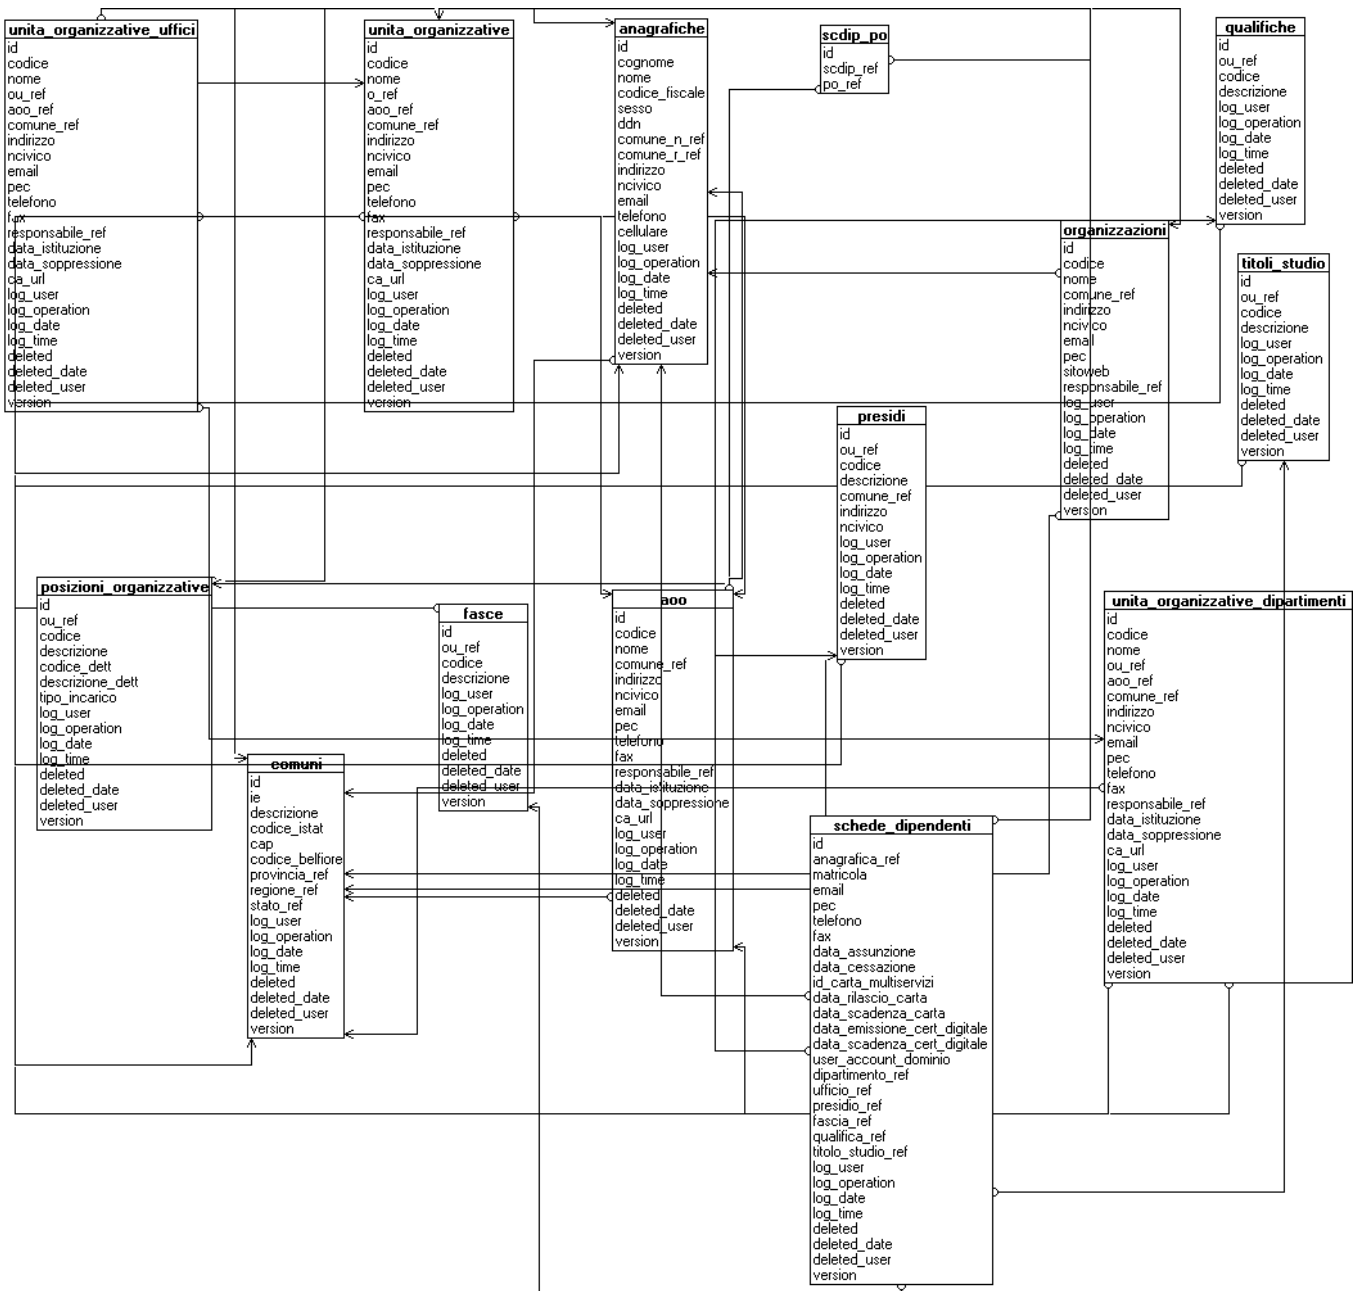 unita_organizzative_uffici
id
codice
nome
ou_ref
aoo_ref
comune_ref
indirizzo
ncivico
email
pec
telefono
fax
responsabile_ref
data_istituzione
data_soppressione
ca_url
log_user
log_operation
log_date
log_time
deleted
deleted_date
deleted_user
version
unita_organizzative
id
codice
nome
o_ref
aoo_ref
comune_ref
indirizzo
ncivico
email
pec
telefono
fax
responsabile_ref
data_istituzione
data_soppressione
ca_url
log_user
log_operation
log_date
log_time
deleted
deleted_date
deleted_user
version
anagrafiche
id
cognome
nome
codice_fiscale
sesso
ddn
comune_n_ref
comune_r_ref
indirizzo
ncivico
email
telefono
cellulare
log_user
log_operation
log_date
log_time
deleted
deleted_date
deleted_user
version
scdip_po
id
scdip_ref
po_ref
qualifiche
id
ou_ref
codice
descrizione
log_user
log_operation
log_date
log_time
deleted
deleted_date
deleted_user
version
organizzazioni
id
codice
nome
comune_ref
indirizzo
ncivico
email
pec
sitoweb
responsabile_ref
log_user
log_operation
log_date
log_time
deleted
deleted_date
deleted_user
version
titoli_studio
id
ou_ref
codice
descrizione
log_user
log_operation
log_date
log_time
deleted
deleted_date
deleted_user
version
presidi
id
ou_ref
codice
descrizione
comune_ref
indirizzo
ncivico
log_user
log_operation
log_date
log_time
deleted
deleted_date
deleted_user
version
posizioni_organizzative
id
ou_ref
codice
descrizione
codice_dett
descrizione_dett
tipo_incarico
log_user
log_operation
log_date
log_time
deleted
deleted_date
deleted_user
version
fasce
id
ou_ref
codice
descrizione
log_user
log_operation
log_date
log_time
deleted
deleted_date
deleted_user
version
aoo
id
codice
nome
comune_ref
indirizzo
ncivico
email
pec
telefono
fax
responsabile_ref
data_istituzione
data_soppressione
ca_url
log_user
log_operation
log_date
log_time
deleted
deleted_date
deleted_user
version
unita_organizzative_dipartimenti
id
codice
nome
ou_ref
aoo_ref
comune_ref
indirizzo
ncivico
email
pec
telefono
fax
responsabile_ref
data_istituzione
data_soppressione
ca_url
log_user
log_operation
log_date
log_time
deleted
deleted_date
deleted_user
version
comuni
id
ie
descrizione
codice_istat
cap
codice_belfiore
provincia_ref
regione_ref
stato_ref
log_user
log_operation
log_date
log_time
deleted
deleted_date
deleted_user
version
schede_dipendenti
id
anagrafica_ref
matricola
email
pec
telefono
fax
data_assunzione
data_cessazione
id_carta_multiservizi
data_rilascio_carta
data_scadenza_carta
data_emissione_cert_digitale
data_scadenza_cert_digitale
user_account_dominio
dipartimento_ref
ufficio_ref
presidio_ref
fascia_ref
qualifica_ref
titolo_studio_ref
log_user
log_operation
log_date
log_time
deleted
deleted_date
deleted_user
version